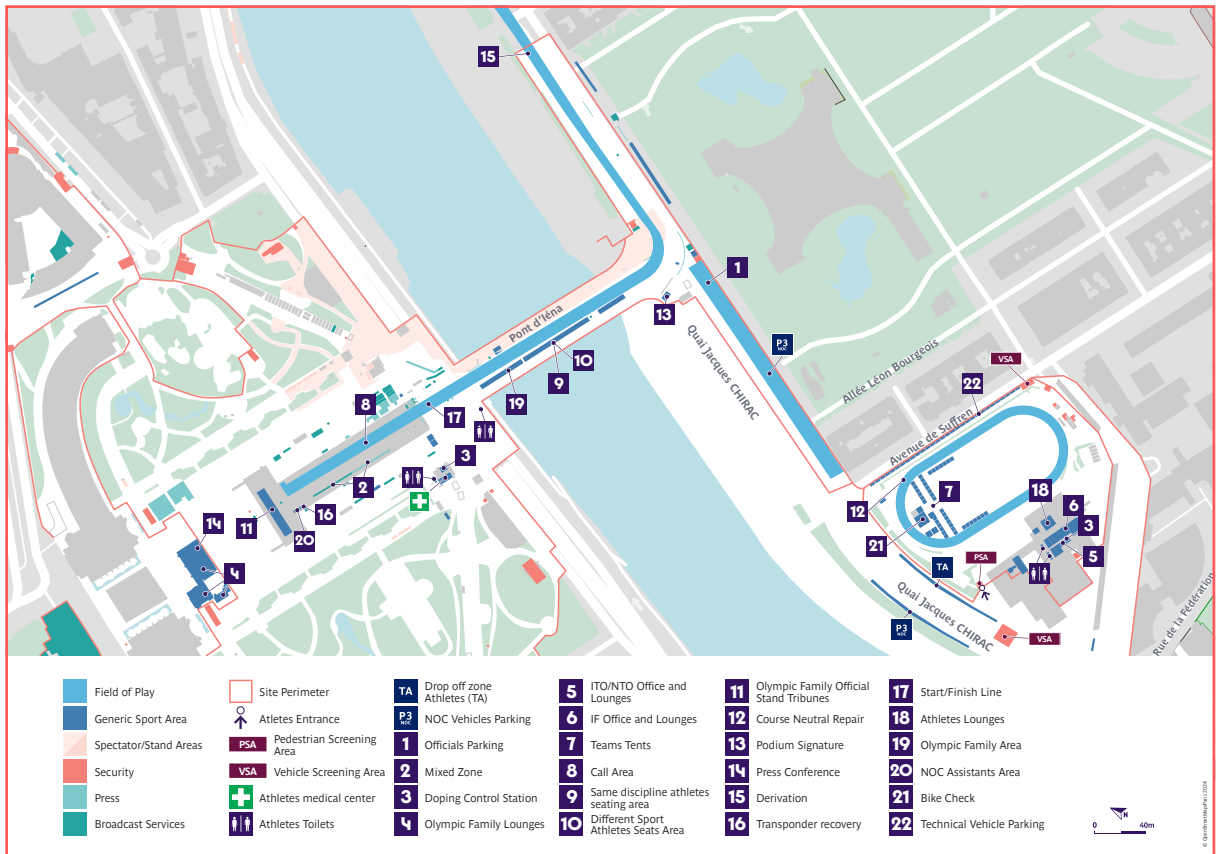 15
1
13
Pont d'Iéna
Quai Jacques CHIRAC
P3
NOC
Allée Léon Bourgeois
VSA
22
Avenue de Suffren
10
9
19
8
17
3
2
16
20
11
14
4
12
7
21
18
6
3
5
PSA
TA
Quai Jacques CHIRAC
P3
NOC
VSA
Rue de la Fédération
Field of Play
Generic Sport Area
Spectator/Stand Areas
Security
Press
Broadcast Services
Site Perimeter
Atletes Entrance
PSA Pedestrian Screening
Area
VSA Vehicle Screening Area
Athletes medical center
Athletes Toilets
TA Drop off zone
Athletes (TA)
P3 NOC NOC Vehicles Parking
1 Officials Parking
2 Mixed Zone
3 Doping Control Station
4 Olympic Family Lounges
5 ITO/NTO Office and
Lounges
6 IF Office and Lounges
7 Teams Tents
8 Call Area
9 Same discipline athletes
seating area
10 Different Sport
Athletes Seats Area
11 Olympic Family Official
Stand Tribunes
12 Course Neutral Repair
13 Podium Signature
14 Press Conference
15 Derivation
16 Transponder recovery
17 Start/Finish Line
18 Athletes Lounges
19 Olympic Family Area
20 NOC Assistants Area
21 Bike Check
22 Technical Vehicle Parking
N
0 40m